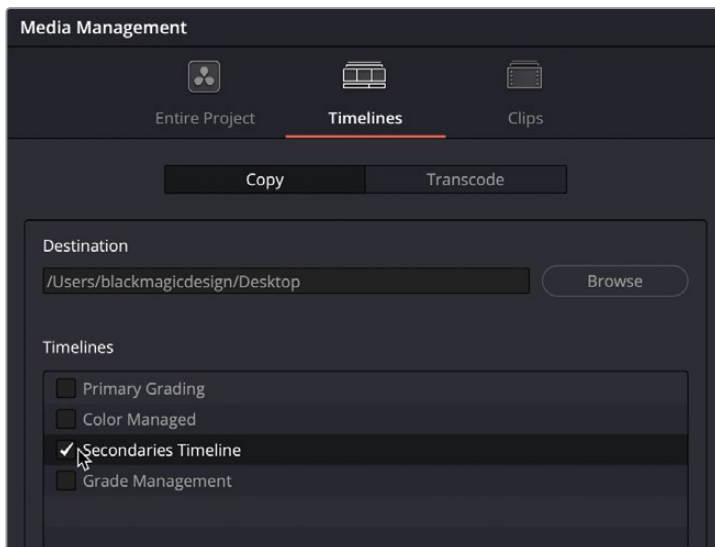 Media Management
Entire Project
Timelines
Clips
Copy
Transcode
Destination
/Users/blackmagicdesign/Desktop
Browse
Timelines
Primary Grading
Color Managed
Secondaries Timeline
Grade Management